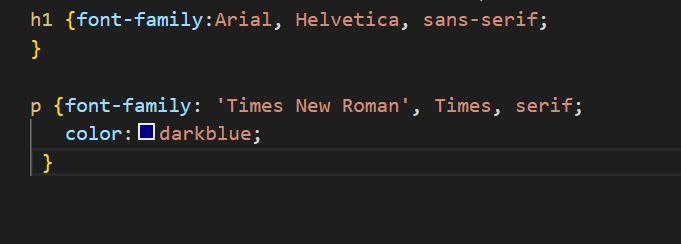 h1 {font-family:Arial, Helvetica, sans-serif;
}
p {font-family: 'Times New Roman', Times, serif;
color: darkblue;
}